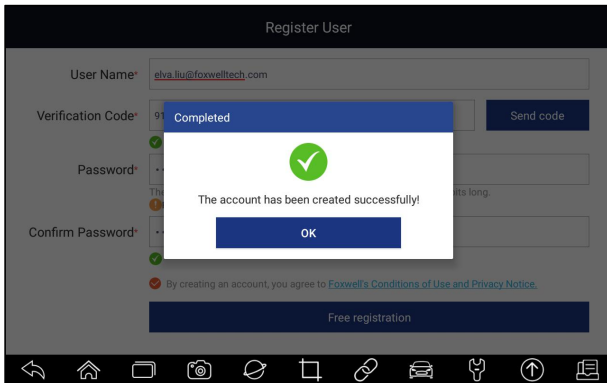 Register User
User Name* elva.liu@foxwelltech.com
Verification Code* 91 Send code
Completed
Password*
The its long.
The account has been created successfully!
OK
Confirm Password*
By creating an account, you agree to Foxwell's Conditions of Use and Privacy Notice.
Free registration